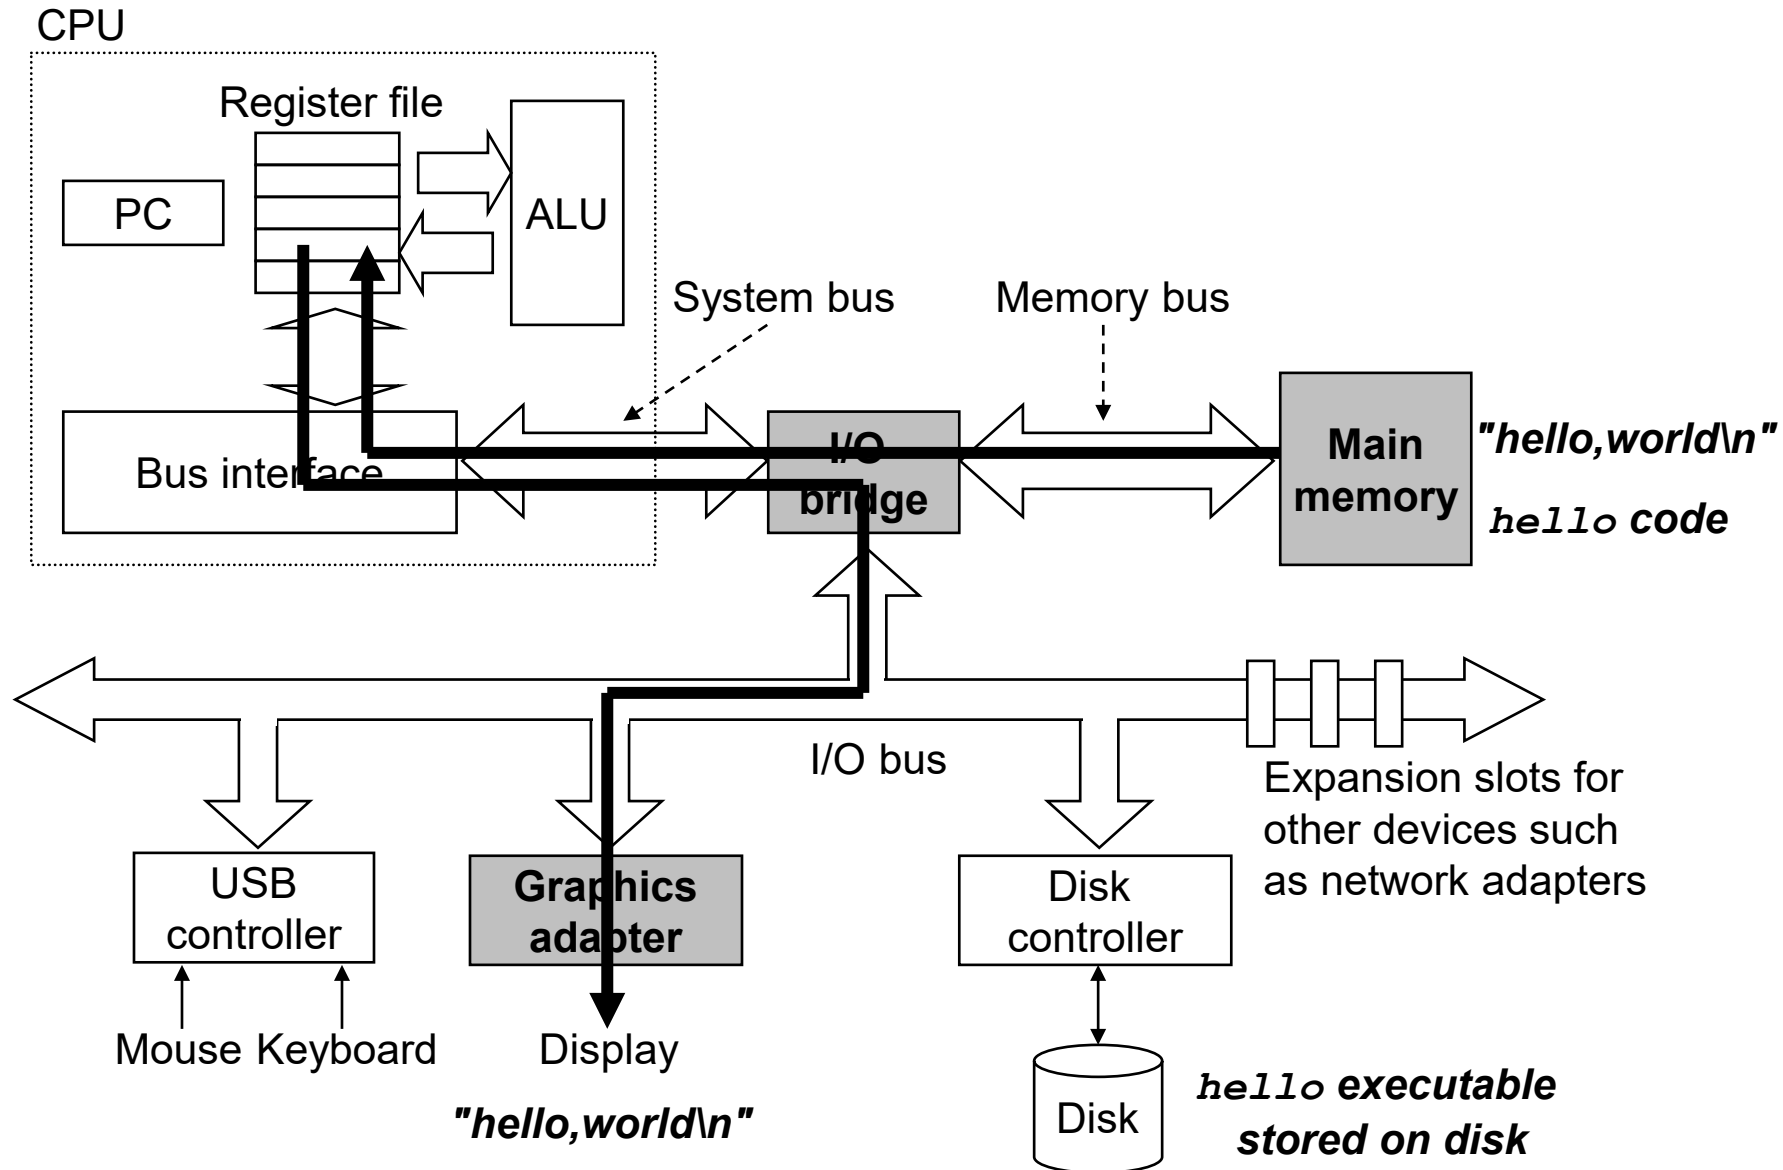 CPU
Register file
PC
ALU
System bus
Memory bus
Bus interface
I/O
bridge
Main
memory
"hello,world\n"
hello code
I/O bus
Expansion slots for
other devices such
as network adapters
USB
controller
Graphics
adapter
Disk
controller
Mouse
Keyboard
Display
"hello,world\n"
Disk
hello executable
stored on disk